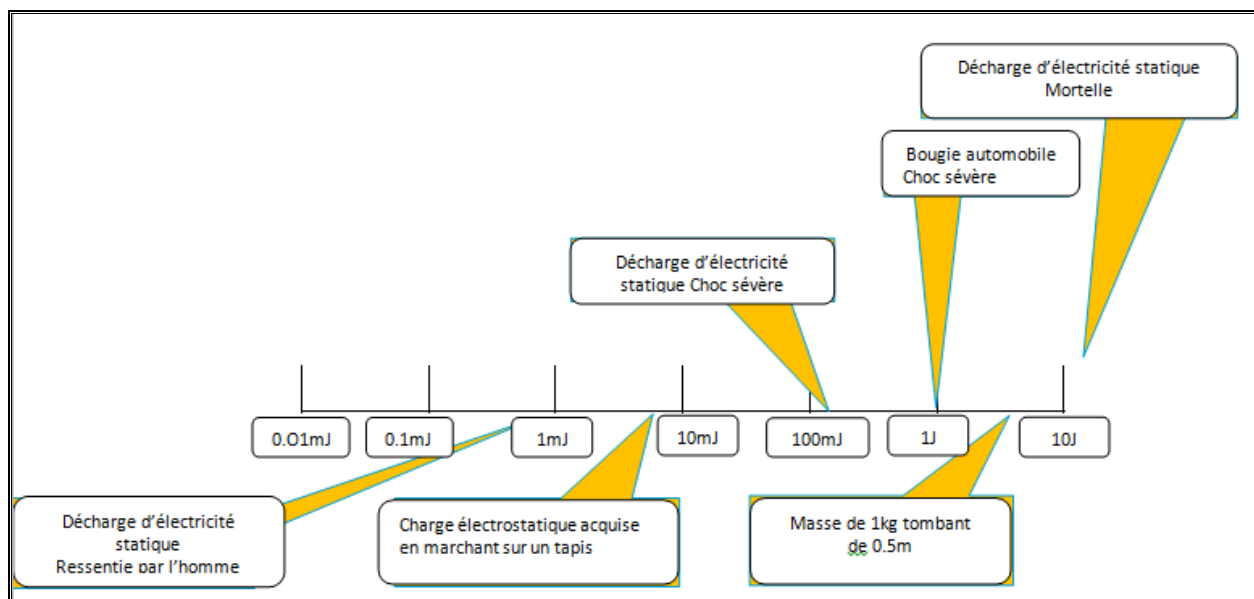 Décharge d'électricité statique
Mortelle
Bougie automobile
Choc sévère
Décharge d'électricité
statique Choc sévère
0.O1mJ
0.1mJ
1mJ
10mJ
100mJ
1J
10J
Décharge d'électricité
statique
Ressentie par l'homme
Charge électrostatique acquise
en marchant sur un tapis
Masse de 1kg tombant
de 0.5m